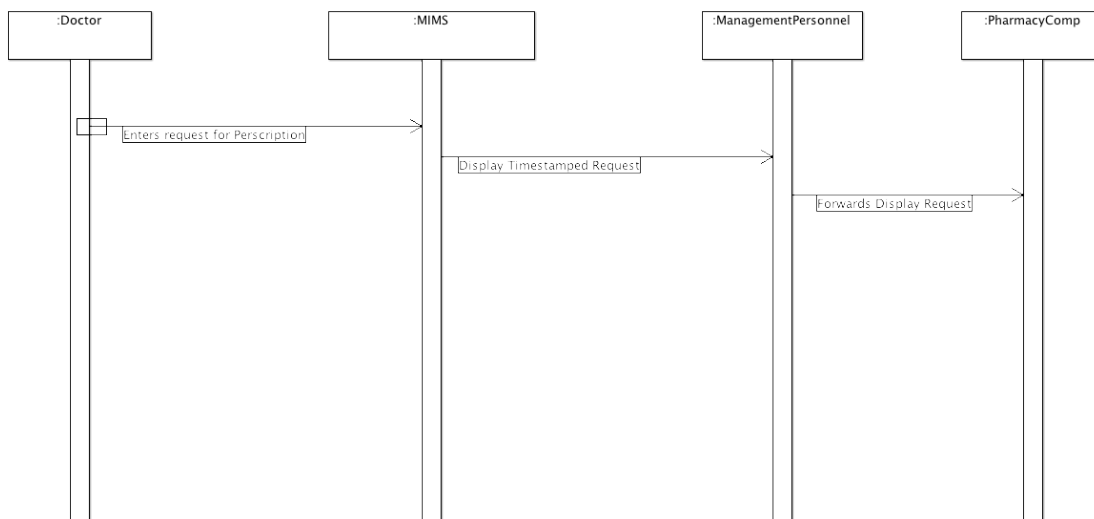 :Doctor
:MIMS
:ManagementPersonnel
:PharmacyComp
Enters request for Perscription
Display Timestamped Request
Forwards Display Request